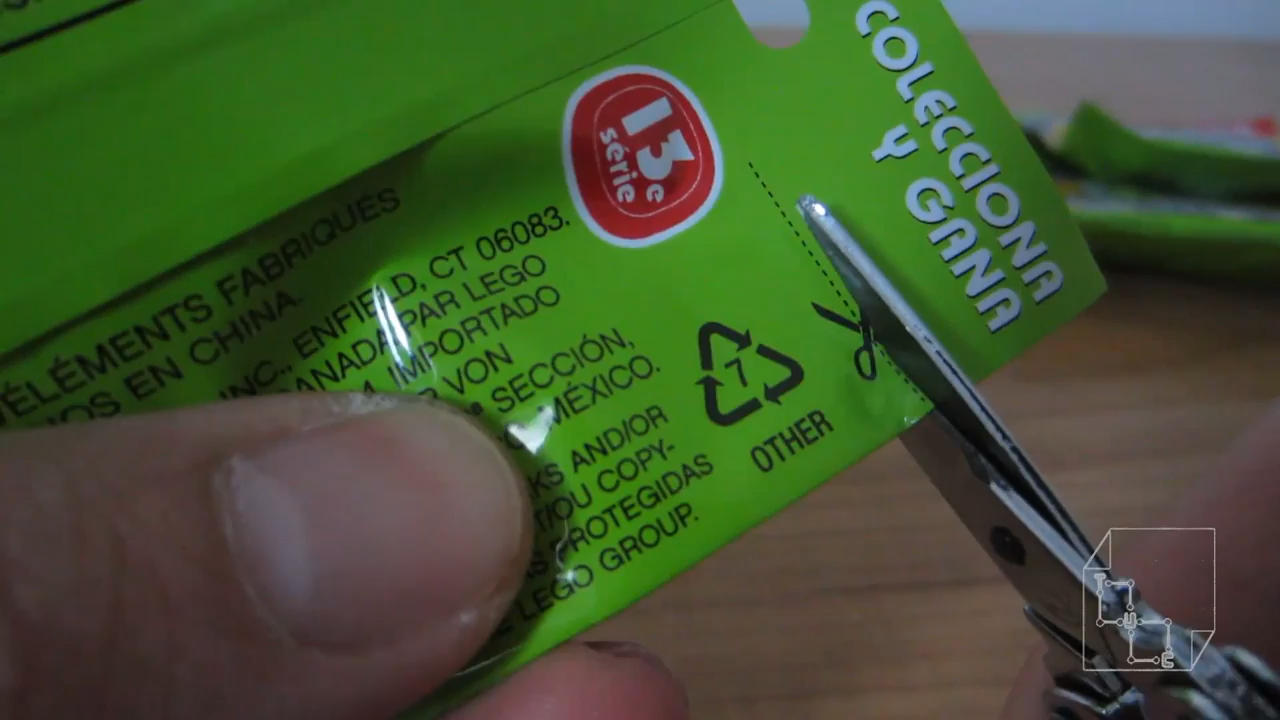 COLECCIONA
Y GANA
13e
série
ÉLÉMENTS FABRIQUÉS
EN CHINA.
INC., ENFIELD, CT 06083.
CANADA PAR LEGO
IMPORTADO
VON
SECCIÓN,
MÉXICO.
AND/OR
COPY-
PROTEGIDAS
LEGO GROUP.
7
OTHER